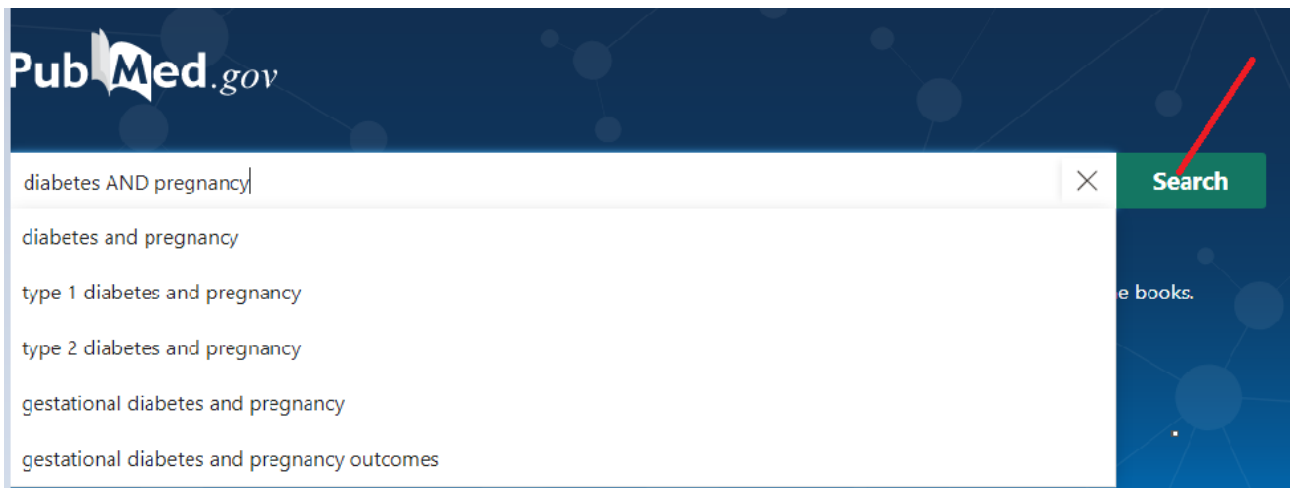 PubMed.gov
diabetes AND pregnancy
Search
diabetes and pregnancy
type 1 diabetes and pregnancy
e books.
type 2 diabetes and pregnancy
gestational diabetes and pregnancy
gestational diabetes and pregnancy outcomes